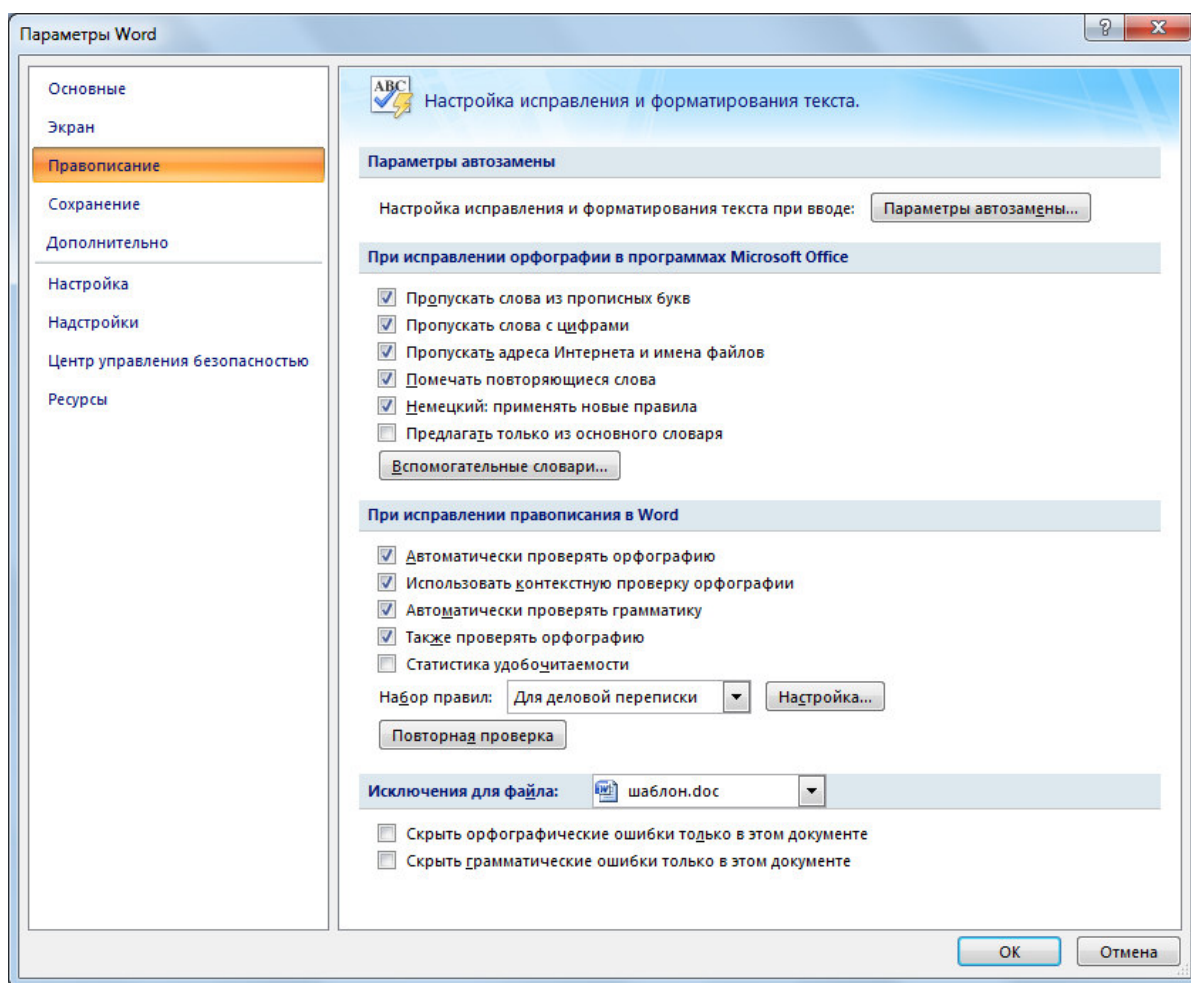 Параметры Word
Основные
Экран
Правописание
Сохранение
Дополнительно
Настройка
Надстройки
Центр управления безопасностью
Ресурсы
ABC
Настройка исправления и форматирования текста.
Параметры автозамены
Настройка исправления и форматирования текста при вводе: Параметры автозамены...
При исправлении орфографии в программах Microsoft Office
Пропускать слова из прописных букв
Пропускать слова с цифрами
Пропускать адреса Интернета и имена файлов
Помечать повторяющиеся слова
Немецкий: применять новые правила
Предлагать только из основного словаря
Вспомогательные словари...
При исправлении правописания в Word
Автоматически проверять орфографию
Использовать контекстную проверку орфографии
Автоматически проверять грамматику
Также проверять орфографию
Статистика удобочитаемости
Набор правил: Для деловой переписки Настройка...
Повторная проверка
Исключения для файла: шаблон.doc
Скрыть орфографические ошибки только в этом документе
Скрыть грамматические ошибки только в этом документе
ОК Отмена